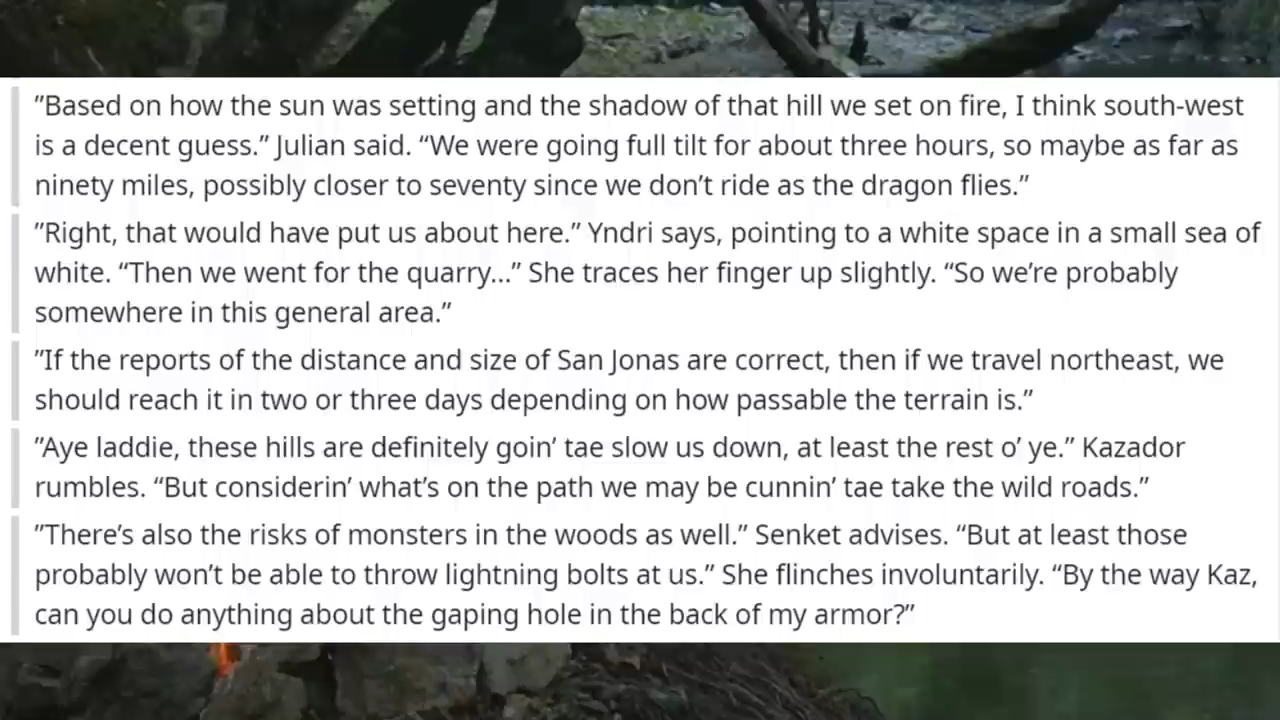 ”Based on how the sun was setting and the shadow of that hill we set on fire, I think south-west
is a decent guess.” Julian said. “We were going full tilt for about three hours, so maybe as far as
ninety miles, possibly closer to seventy since we don’t ride as the dragon flies.”
”Right, that would have put us about here.” Yndri says, pointing to a white space in a small sea of
white. “Then we went for the quarry...” She traces her finger up slightly. “So we’re probably
somewhere in this general area.”
”If the reports of the distance and size of San Jonas are correct, then if we travel northeast, we
should reach it in two or three days depending on how passable the terrain is.”
”Aye laddie, these hills are definitely goin’ tae slow us down, at least the rest o’ ye.” Kazador
rumbles. “But considerin’ what’s on the path we may be cunnin’ tae take the wild roads.”
”There’s also the risks of monsters in the woods as well.” Senket advises. “But at least those
probably won’t be able to throw lightning bolts at us.” She flinches involuntarily. “By the way Kaz,
can you do anything about the gaping hole in the back of my armor?”